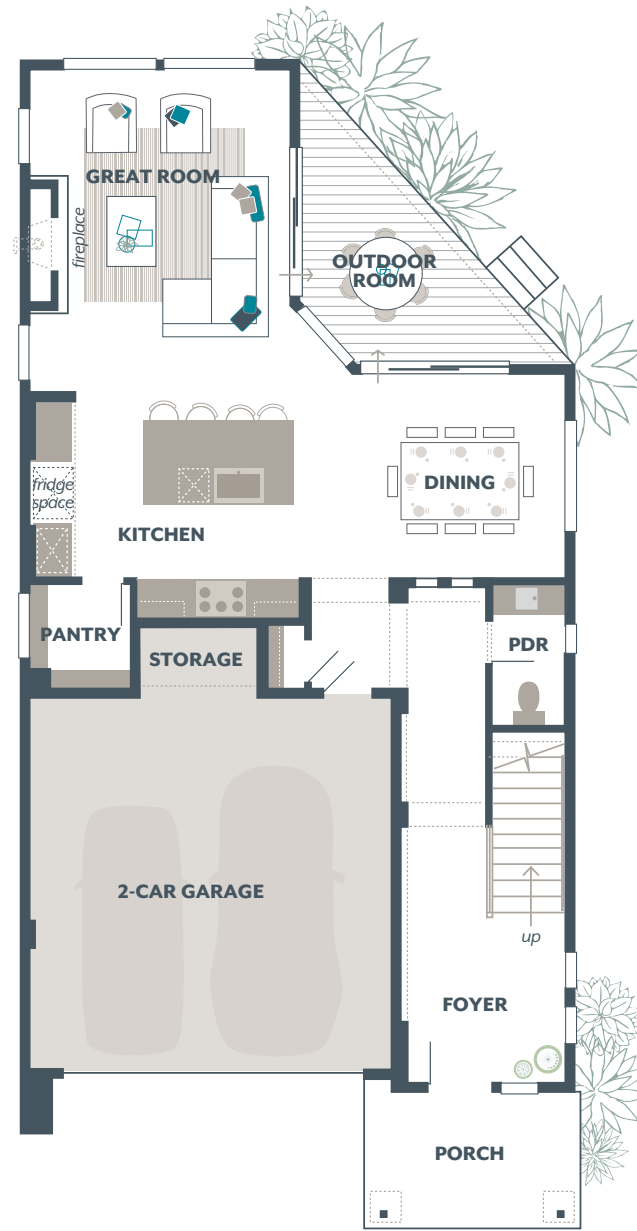 GREAT ROOM
fireplace
OUTDOOR
ROOM
fridge
space
DINING
KITCHEN
PANTRY
STORAGE
PDR
2-CAR GARAGE
up
FOYER
PORCH